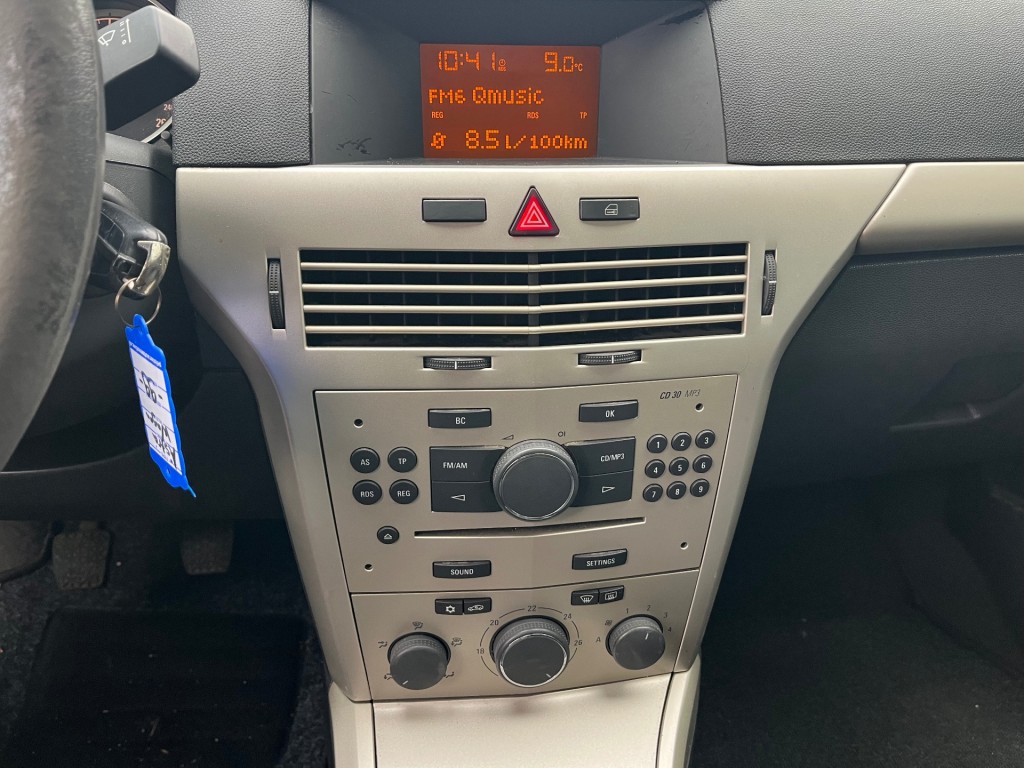 10:41 9.0°C
FM6 Qmusic
REG RDS TP
8.5 L/100km
CD 30 MP3
BC OK
AS TP FM/AM CD/MP3 1 2 3
4 5 6
RDS REG 7 8 9
SOUND SETTINGS
18 20 22 24 26
A 1 2 3 4